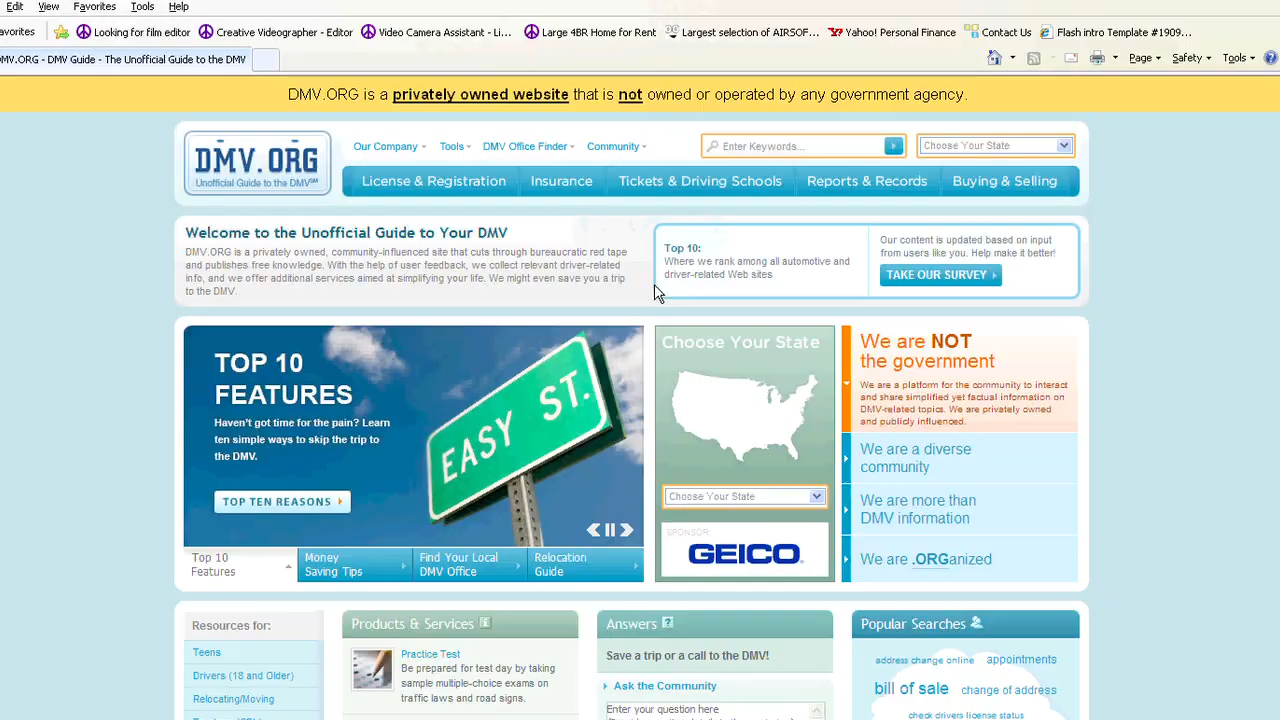 Edit View Favorites Tools Help
avorites Looking for film editor Creative Videographer - Editor Video Camera Assistant - Li... Large 4BR Home for Rent Largest selection of AIRSOF... Yahoo! Personal Finance Contact Us Flash intro Template #1909...
MV.ORG - DMV Guide - The Unofficial Guide to the DMV Page Safety Tools
DMV.ORG is a privately owned website that is not owned or operated by any government agency.
DMV.ORG
Unofficial Guide to the DMV℠
Our Company Tools DMV Office Finder Community Enter Keywords... Choose Your State
License & Registration Insurance Tickets & Driving Schools Reports & Records Buying & Selling
Welcome to the Unofficial Guide to Your DMV
DMV.ORG is a privately owned, community-influenced site that cuts through bureaucratic red tape
and publishes free knowledge. With the help of user feedback, we collect relevant driver-related
info, and we offer additional services aimed at simplifying your life. We might even save you a trip
to the DMV.
Top 10:
Where we rank among all automotive and
driver-related Web sites
Our content is updated based on input
from users like you. Help make it better!
TAKE OUR SURVEY
TOP 10
FEATURES
Haven't got time for the pain? Learn
ten simple ways to skip the trip to
the DMV.
TOP TEN REASONS
EASY ST.
Top 10
Features
Money
Saving Tips
Find Your Local
DMV Office
Relocation
Guide
Choose Your State
Choose Your State
SPONSOR
GEICO.
We are NOT
the government
We are a platform for the community to interact
and share simplified yet factual information on
DMV-related topics. We are privately owned
and publicly influenced.
We are a diverse
community
We are more than
DMV information
We are .ORGanized
Resources for:
Teens
Drivers (18 and Older)
Relocating/Moving
Products & Services
Practice Test
Be prepared for test day by taking
sample multiple-choice exams on
traffic laws and road signs.
Answers
Save a trip or a call to the DMV!
Ask the Community
Enter your question here
Popular Searches
address change online appointments
bill of sale change of address
check drivers license status